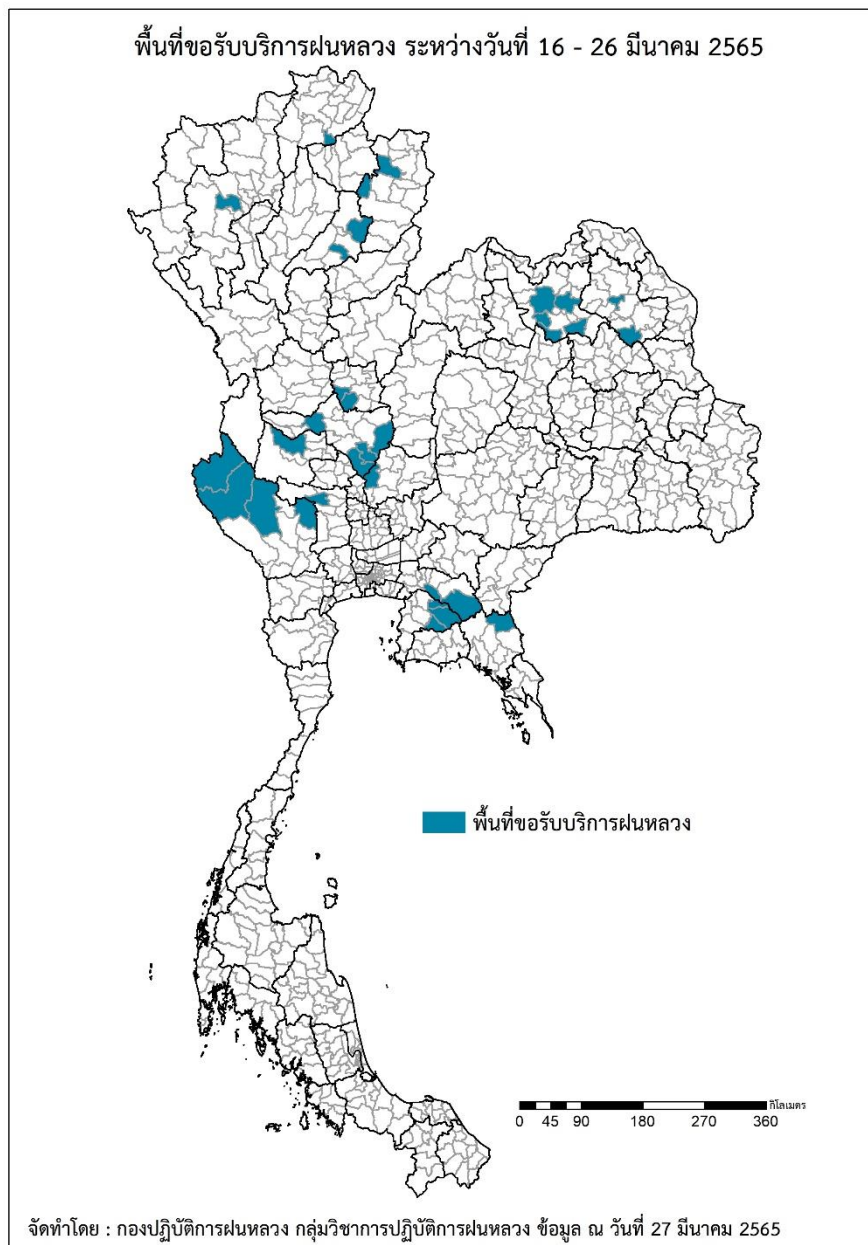 พื้นที่ขอรับบริการฝนหลวง ระหว่างวันที่ 16 - 26 มีนาคม 2565
พื้นที่ขอรับบริการฝนหลวง
กิโลเมตร
0 45 90 180 270 360
จัดทำโดย : กองปฏิบัติการฝนหลวง กลุ่มวิชาการปฏิบัติการฝนหลวง ข้อมูล ณ วันที่ 27 มีนาคม 2565